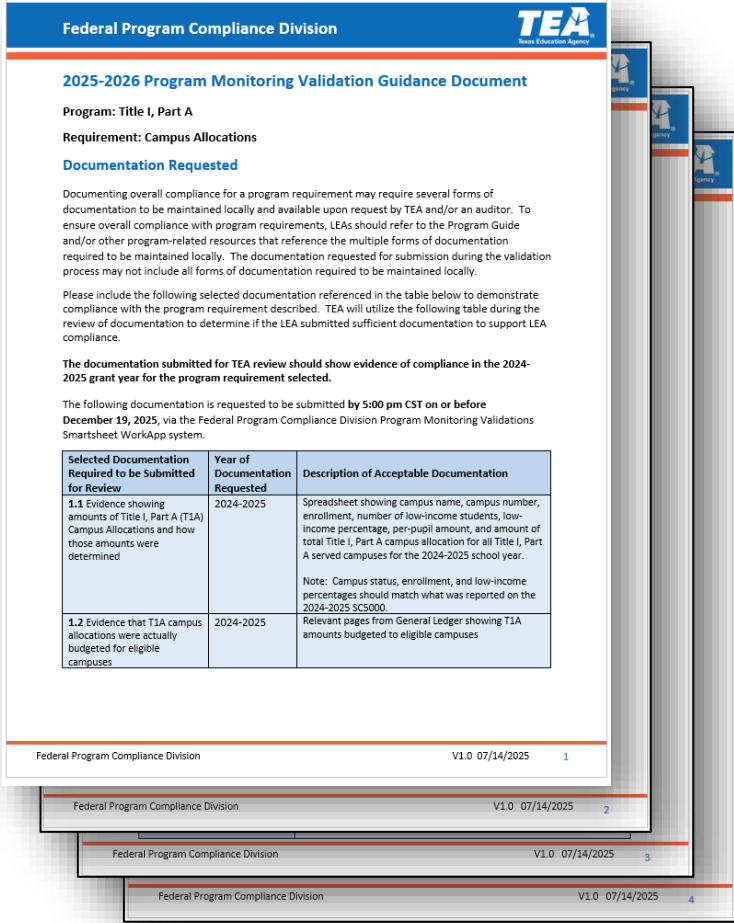 Federal Program Compliance Division
TEA
Texas Education Agency
2025-2026 Program Monitoring Validation Guidance Document
Program: Title I, Part A
Requirement: Campus Allocations
Documentation Requested
Documenting overall compliance for a program requirement may require several forms of
documentation to be maintained locally and available upon request by TEA and/or an auditor.  To
ensure overall compliance with program requirements, LEAs should refer to the Program Guide
and/or other program-related resources that reference the multiple forms of documentation
required to be maintained locally.  The documentation requested for submission during the validation
process may not include all forms of documentation required to be maintained locally.
Please include the following selected documentation referenced in the table below to demonstrate
compliance with the program requirement described.  TEA will utilize the following table during the
review of documentation to determine if the LEA submitted sufficient documentation to support LEA
compliance.
The documentation submitted for TEA review should show evidence of compliance in the 2024-
2025 grant year for the program requirement selected.
The following documentation is requested to be submitted by 5:00 pm CST on or before
December 19, 2025, via the Federal Program Compliance Division Program Monitoring Validations
Smartsheet WorkApp system.
Selected Documentation
Required to be Submitted
for Review
Year of
Documentation
Requested
Description of Acceptable Documentation
1.1 Evidence showing
amounts of Title I, Part A (T1A)
Campus Allocations and how
those amounts were
determined
2024-2025
Spreadsheet showing campus name, campus number,
enrollment, number of low-income students, low-
income percentage, per-pupil amount, and amount of
total Title I, Part A campus allocation for all Title I, Part
A served campuses for the 2024-2025 school year.
Note:  Campus status, enrollment, and low-income
percentages should match what was reported on the
2024-2025 SC5000.
1.2 Evidence that T1A campus
allocations were actually
budgeted for eligible
campuses
2024-2025
Relevant pages from General Ledger showing T1A
amounts budgeted to eligible campuses
Federal Program Compliance Division V1.0 07/14/2025 1
Federal Program Compliance Division V1.0 07/14/2025 2
Federal Program Compliance Division V1.0 07/14/2025 3
Federal Program Compliance Division V1.0 07/14/2025 4